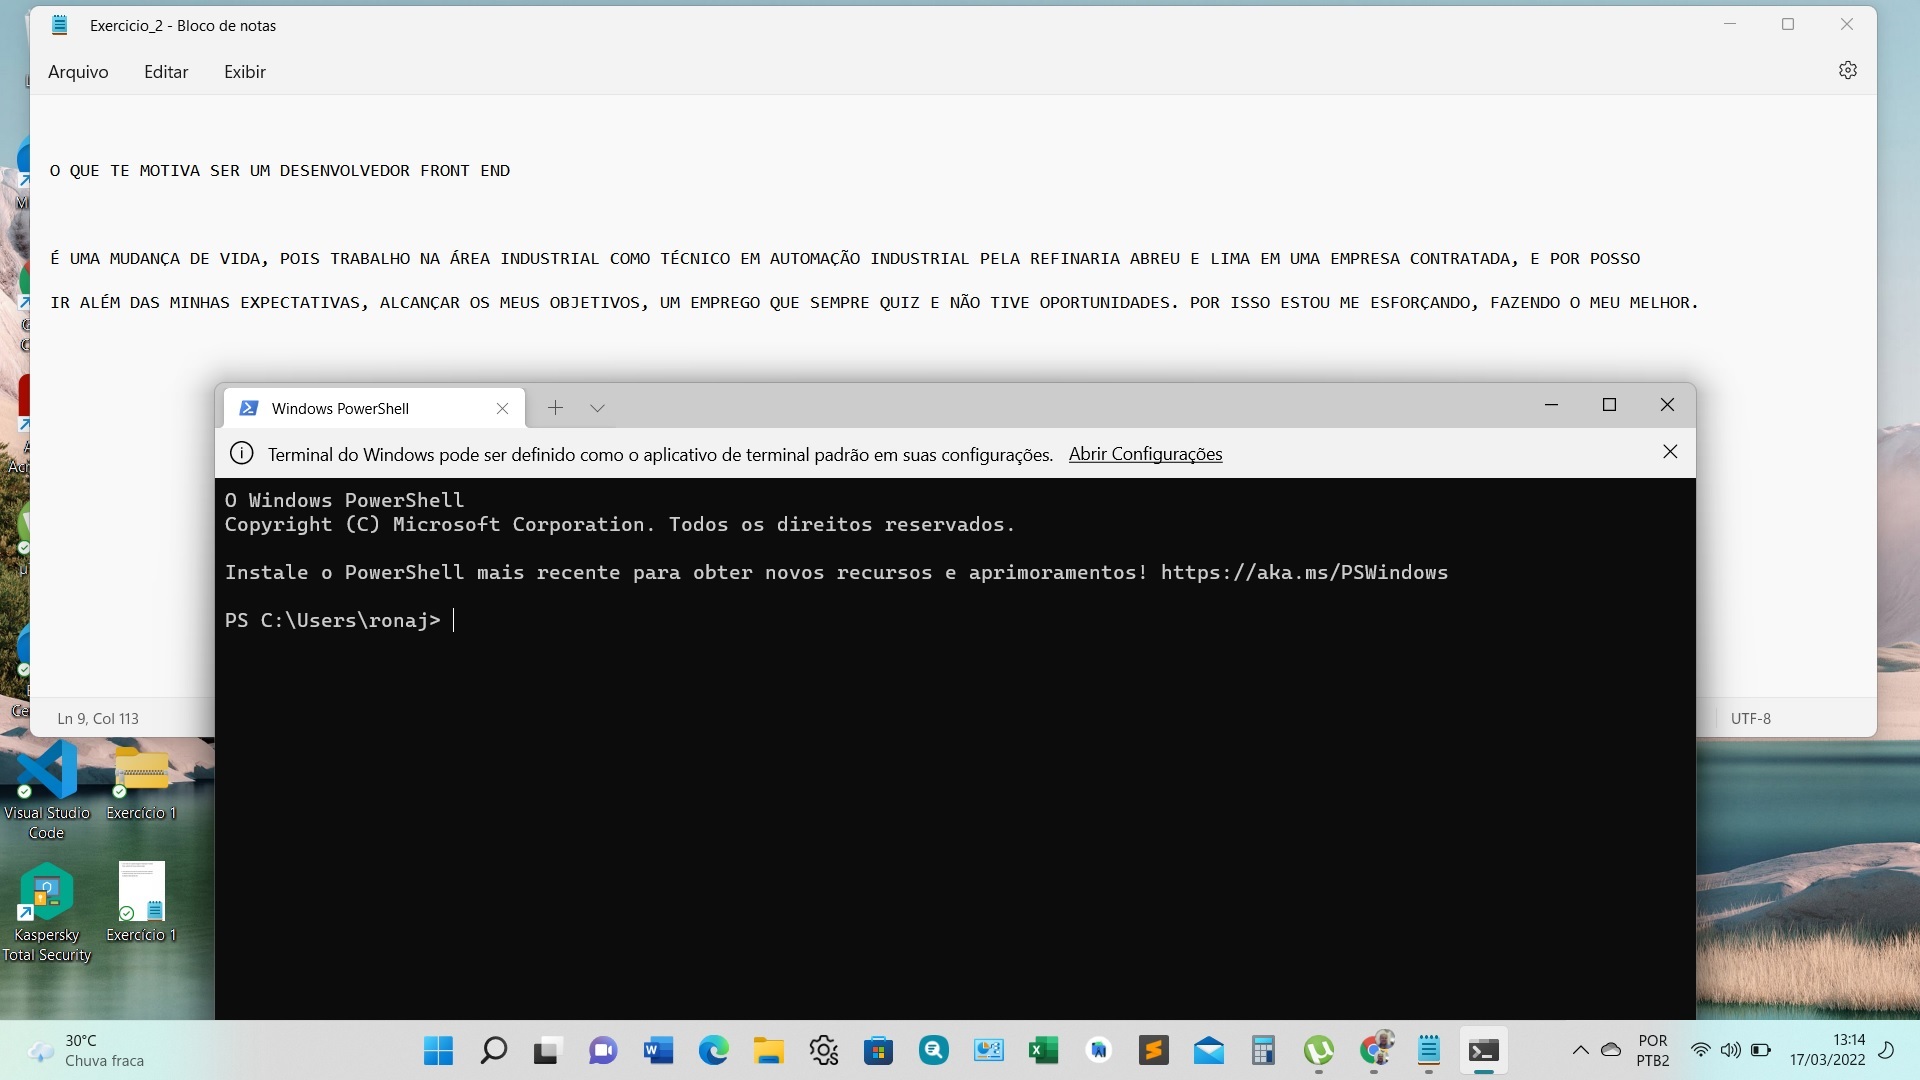 Exercicio_2 - Bloco de notas
Arquivo Editar Exibir
O QUE TE MOTIVA SER UM DESENVOLVEDOR FRONT END
É UMA MUDANÇA DE VIDA, POIS TRABALHO NA ÁREA INDUSTRIAL COMO TÉCNICO EM AUTOMAÇÃO INDUSTRIAL PELA REFINARIA ABREU E LIMA EM UMA EMPRESA CONTRATADA, E POR POSSO
IR ALÉM DAS MINHAS EXPECTATIVAS, ALCANÇAR OS MEUS OBJETIVOS, UM EMPREGO QUE SEMPRE QUIZ E NÃO TIVE OPORTUNIDADES. POR ISSO ESTOU ME ESFORÇANDO, FAZENDO O MEU MELHOR.
Windows PowerShell
Terminal do Windows pode ser definido como o aplicativo de terminal padrão em suas configurações. Abrir Configurações
O Windows PowerShell
Copyright (C) Microsoft Corporation. Todos os direitos reservados.
Instale o PowerShell mais recente para obter novos recursos e aprimoramentos! https://aka.ms/PSWindows
PS C:\Users\ronaj>
Ln 9, Col 113
UTF-8
Visual Studio
Code
Exercício 1
Kaspersky
Total Security
Exercício 1
30°C
Chuva fraca
POR
PTB2
13:14
17/03/2022